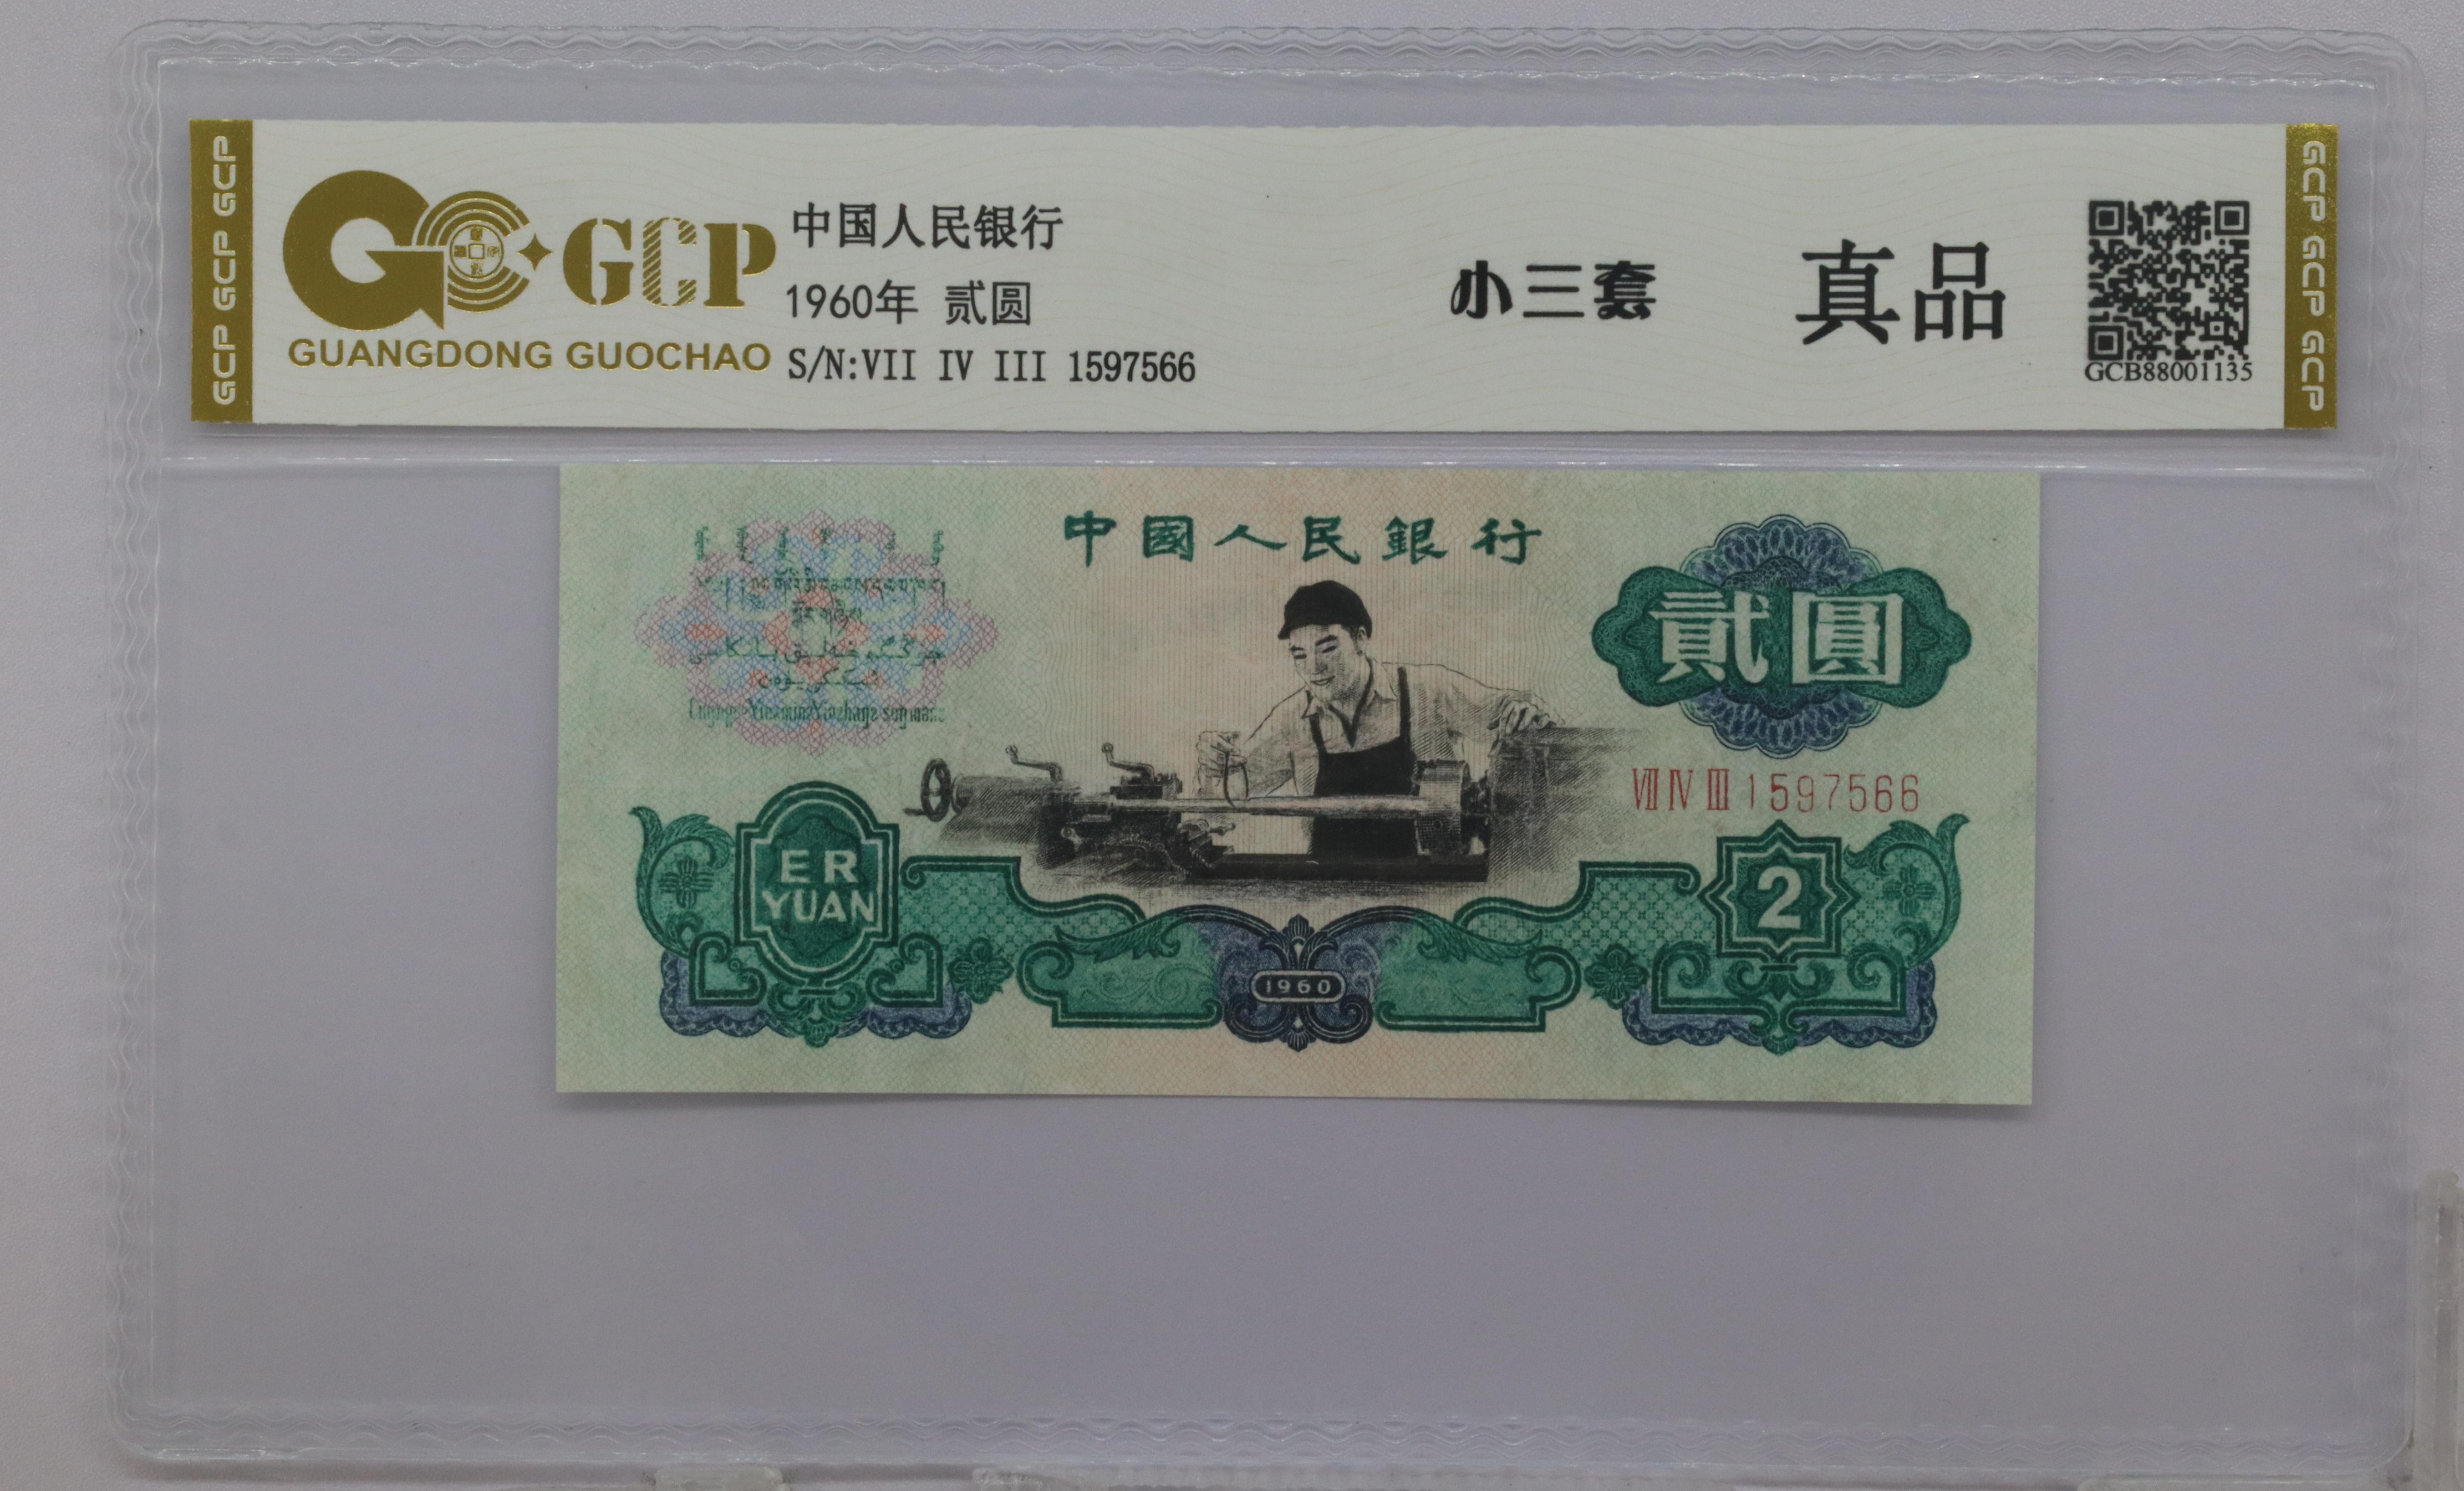 GCP GCP GCP
GCP
GUANGDONG GUOCHAO
中国人民银行
1960年 贰圆
S/N:VII IV III 1597566
小三套
真品
GCB88001135
GCP GCP GCP
中國人民銀行
貳圓
VII IV III 1597566
ER
YUAN
2
1960